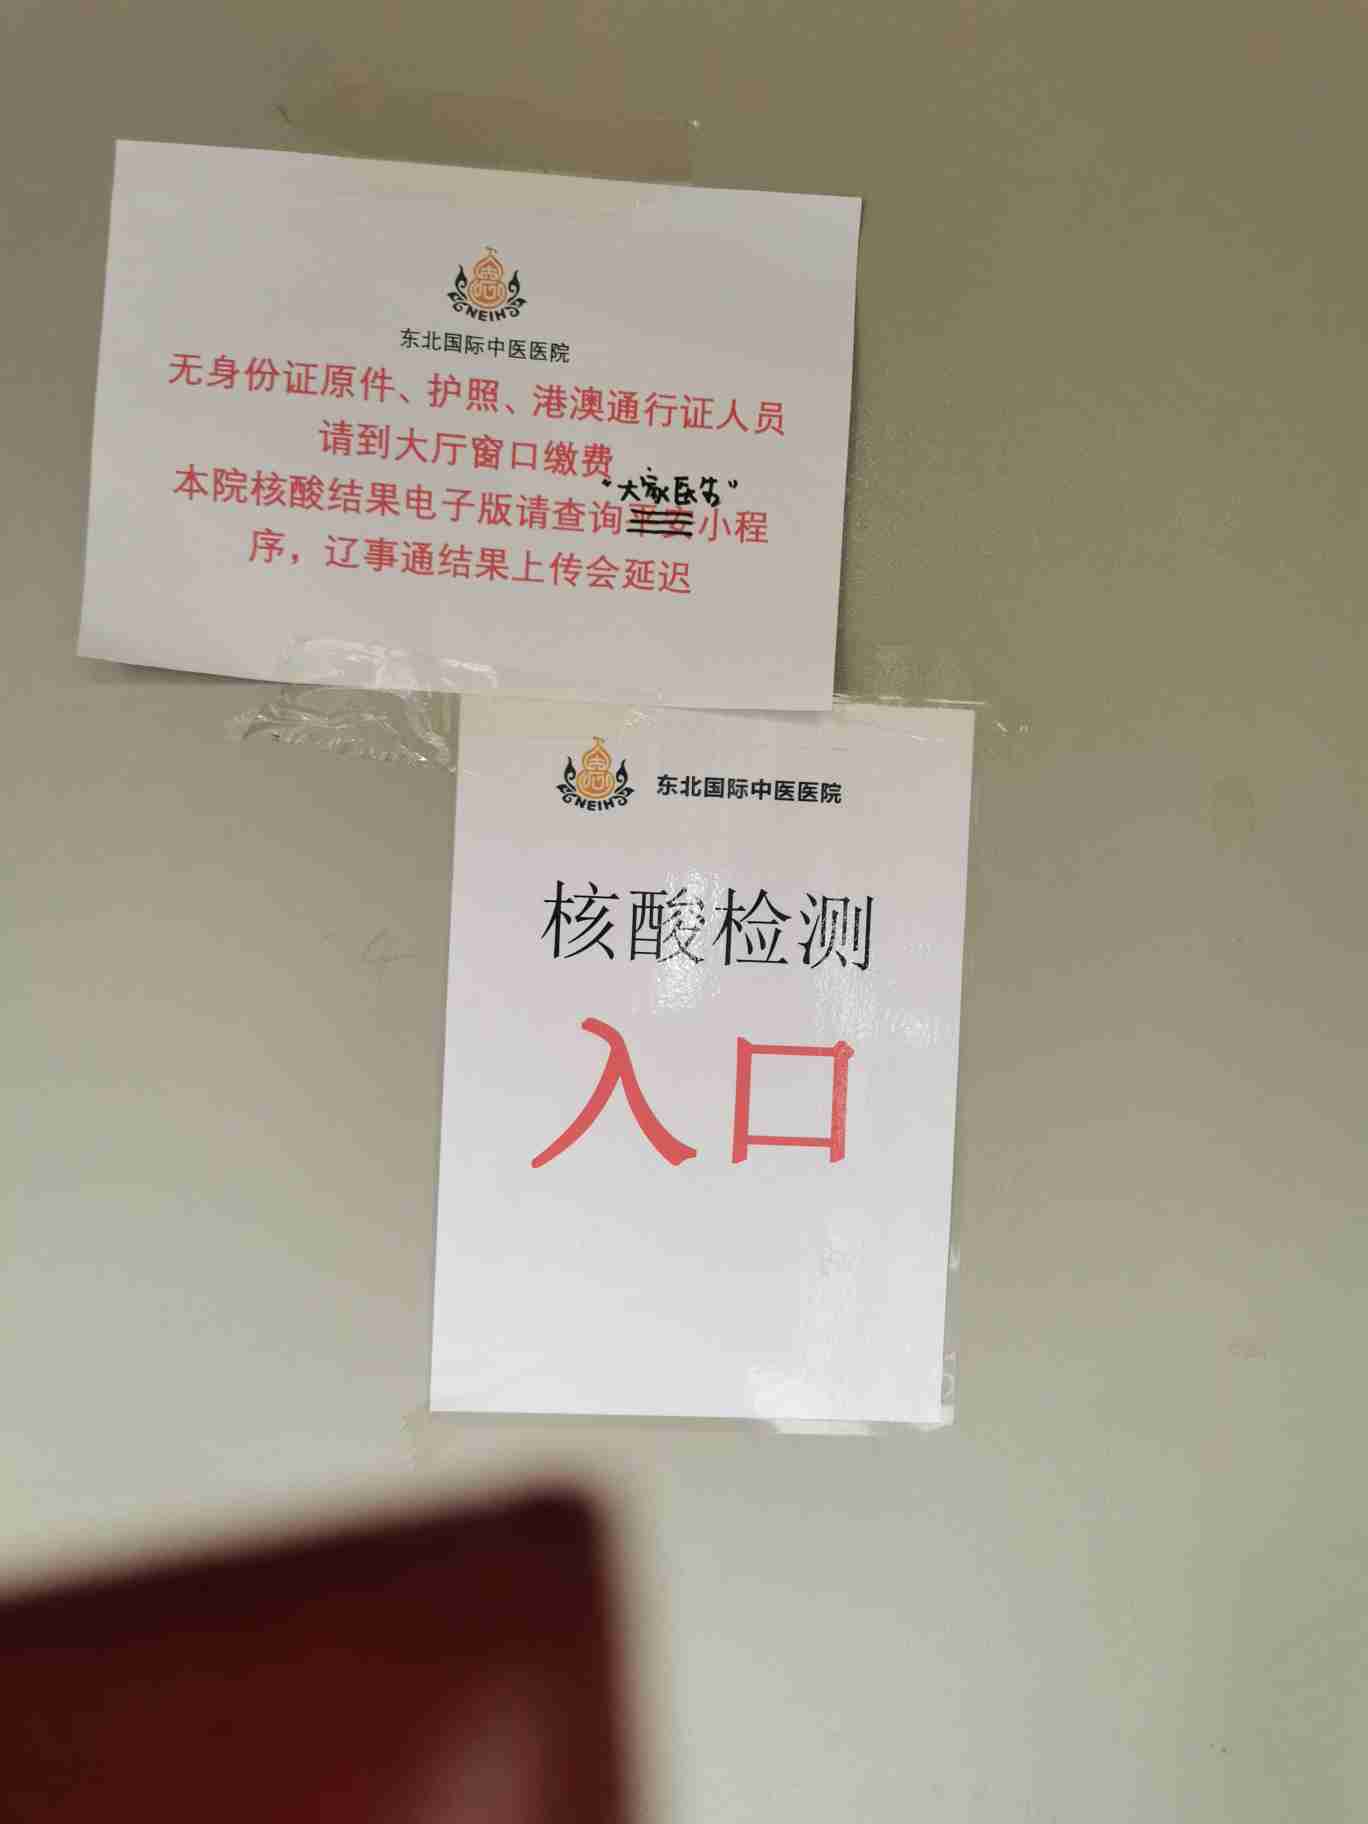 NEIH
东北国际中医医院
无身份证原件、护照、港澳通行证人员
请到大厅窗口缴费
"大家医生"
本院核酸结果电子版请查询平安小程
序，辽事通结果上传会延迟
NEIH
东北国际中医医院
核酸检测
入口